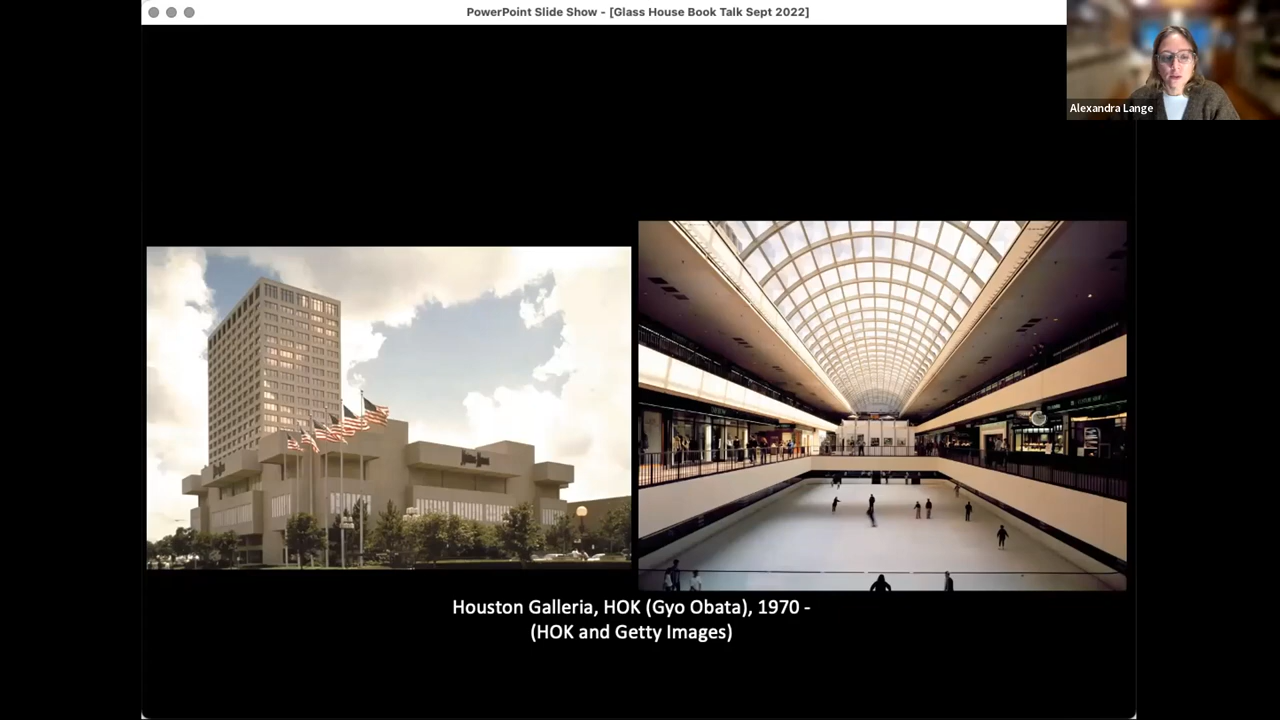 PowerPoint Slide Show - [Glass House Book Talk Sept 2022]
Alexandra Lange
Houston Galleria, HOK (Gyo Obata), 1970 -
(HOK and Getty Images)